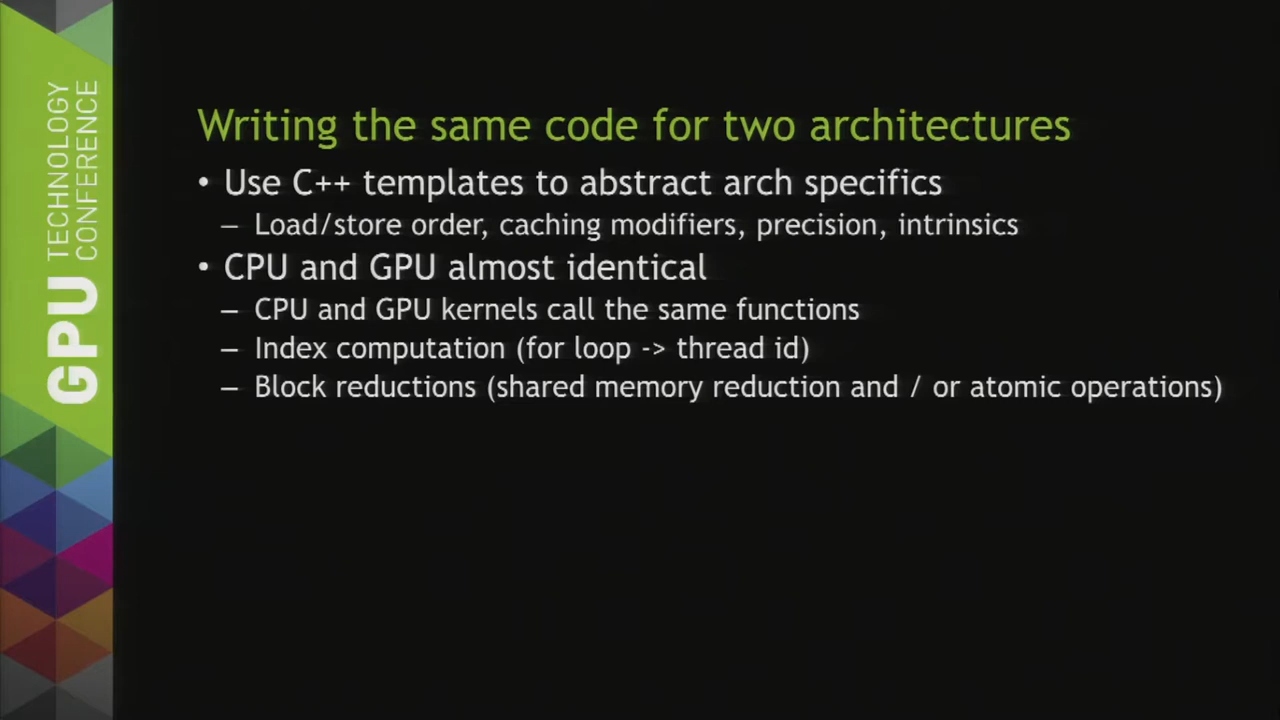 GPU TECHNOLOGY
CONFERENCE
Writing the same code for two architectures
• Use C++ templates to abstract arch specifics
– Load/store order, caching modifiers, precision, intrinsics
• CPU and GPU almost identical
– CPU and GPU kernels call the same functions
– Index computation (for loop -> thread id)
– Block reductions (shared memory reduction and / or atomic operations)